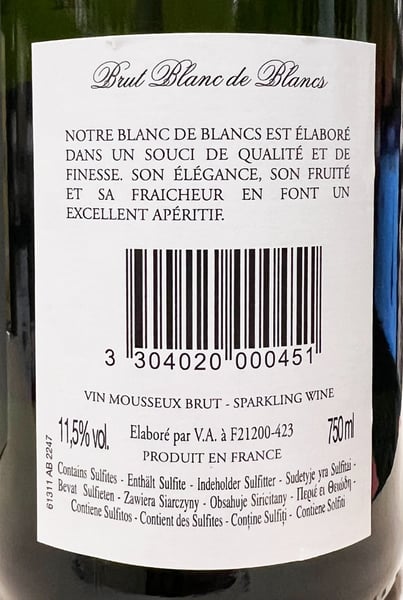 Brut Blanc de Blancs
NOTRE BLANC DE BLANCS EST ÉLABORÉ
DANS UN SOUCI DE QUALITÉ ET DE
FINESSE. SON ÉLÉGANCE, SON FRUITÉ
ET SA FRAICHEUR EN FONT UN
EXCELLENT APÉRITIF.
3 304020 000451
VIN MOUSSEUX BRUT - SPARKLING WINE
11,5% vol. Elaboré par V.A. à F21200-423 750 ml
PRODUIT EN FRANCE
Contains Sulfites - Enthält Sulfite - Indeholder Sulfitter - Sudetyje yra Sulfitai -
Bevat Sulfieten - Zawiera Siarczyny - Obsahuje Siricitany - Περιέ ει Θειώδη -
Contiene Sulfitos - Contient des Sulfites - Conţine Sulfiţi - Contiene Solfiti
61311 AB 2247